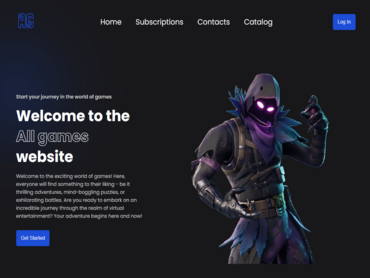 AG
Home Subscriptions Contacts Catalog Log In
Start your journey in the world of games
Welcome to the
All games
website
Welcome to the exciting world of games! Here,
everyone will find something to their liking - be it
thrilling adventures, mind-boggling puzzles, or
exhilarating battles. Are you ready to embark on an
incredible journey through the realm of virtual
entertainment? Your adventure begins here and now!
Get Started